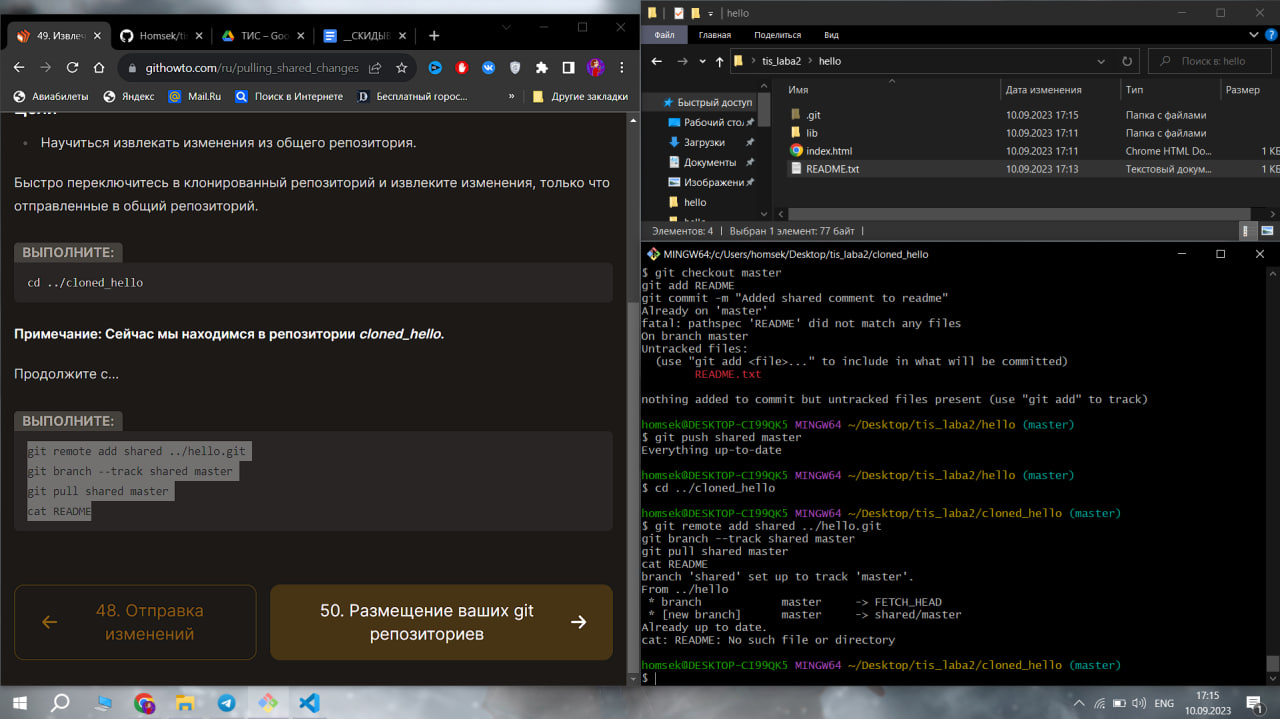 49. Извлеч
Homsek/ti
ТИС – Goo
__СКИДЫВ
githowto.com/ru/pulling_shared_changes
Авиабилеты
Яндекс
Mail.Ru
Поиск в Интернете
Бесплатный горос...
»
Другие закладки
Цели
Научиться извлекать изменения из общего репозитория.
Быстро переключитесь в клонированный репозиторий и извлеките изменения, только что
отправленные в общий репозиторий.
ВЫПОЛНИТЕ:
cd ../cloned_hello
Примечание: Сейчас мы находимся в репозитории cloned_hello.
Продолжите с...
ВЫПОЛНИТЕ:
git remote add shared ../hello.git
git branch --track shared master
git pull shared master
cat README
48. Отправка
изменений
50. Размещение ваших git
репозиториев
hello
Файл
Главная
Поделиться
Вид
tis_laba2 › hello
Поиск в: hello
Быстрый доступ
Рабочий сто.
Загрузки
Документы
Изображени
hello
hello
Имя
Дата изменения
Тип
Размер
.git 10.09.2023 17:15 Папка с файлами
lib 10.09.2023 17:11 Папка с файлами
index.html 10.09.2023 17:11 Chrome HTML Do... 1 КБ
README.txt 10.09.2023 17:13 Текстовый докум... 1 КБ
Элементов: 4 | Выбран 1 элемент: 77 байт |
MINGW64:/c/Users/homsek/Desktop/tis_laba2/cloned_hello
$ git checkout master
git add README
git commit -m "Added shared comment to readme"
Already on 'master'
fatal: pathspec 'README' did not match any files
On branch master
Untracked files:
(use "git add <file>..." to include in what will be committed)
README.txt
nothing added to commit but untracked files present (use "git add" to track)
homsek@DESKTOP-CI99QK5 MINGW64 ~/Desktop/tis_laba2/hello (master)
$ git push shared master
Everything up-to-date
homsek@DESKTOP-CI99QK5 MINGW64 ~/Desktop/tis_laba2/hello (master)
$ cd ../cloned_hello
homsek@DESKTOP-CI99QK5 MINGW64 ~/Desktop/tis_laba2/cloned_hello (master)
$ git remote add shared ../hello.git
git branch --track shared master
git pull shared master
cat README
branch 'shared' set up to track 'master'.
From ../hello
* branch master -> FETCH_HEAD
* [new branch] master -> shared/master
Already up to date.
cat: README: No such file or directory
homsek@DESKTOP-CI99QK5 MINGW64 ~/Desktop/tis_laba2/cloned_hello (master)
$
ENG
17:15
10.09.2023
1